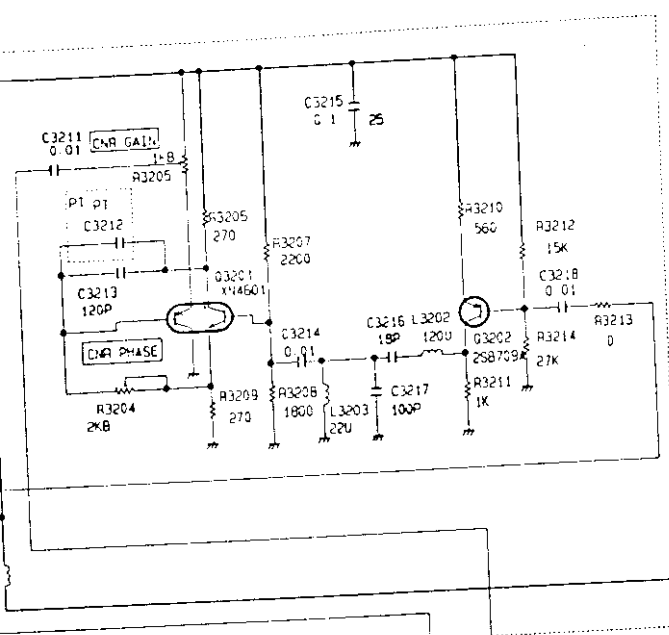 C3215
0.1 25
C3211
0.01
CNR GAIN
1KB
R3205
PT PT
C3212
R3205
270
R3210
560
R3212
15K
R3207
2200
C3213
120P
Q3201
XN4601
C3218
0.01
R3213
0
C3214
0.01
C3216
18P
L3202
120U
Q3202
2SB709A
R3214
27K
CNR PHASE
R3204
2KB
R3209
270
R3208
1800
L3203
22U
C3217
100P
R3211
1K